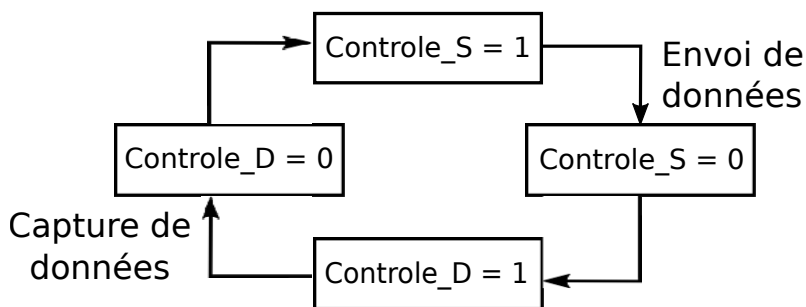 Controle_S = 1
Envoi de
données
Controle_D = 0
Controle_S = 0
Capture de
données
Controle_D = 1